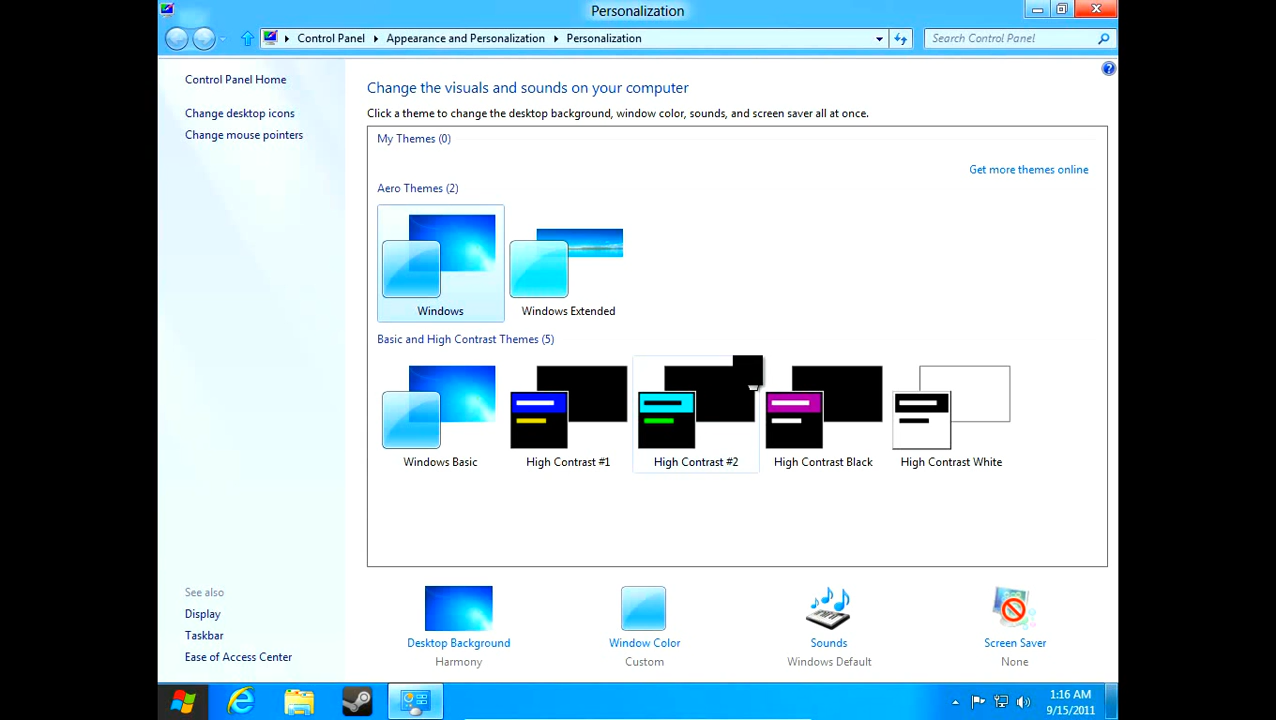 Personalization
Control Panel Appearance and Personalization Personalization
Search Control Panel
Control Panel Home
Change desktop icons
Change mouse pointers
See also
Display
Taskbar
Ease of Access Center
Change the visuals and sounds on your computer
Click a theme to change the desktop background, window color, sounds, and screen saver all at once.
My Themes (0)
Get more themes online
Aero Themes (2)
Windows
Windows Extended
Basic and High Contrast Themes (5)
Windows Basic
High Contrast #1
High Contrast #2
High Contrast Black
High Contrast White
Desktop Background
Harmony
Window Color
Custom
Sounds
Windows Default
Screen Saver
None
1:16 AM
9/15/2011